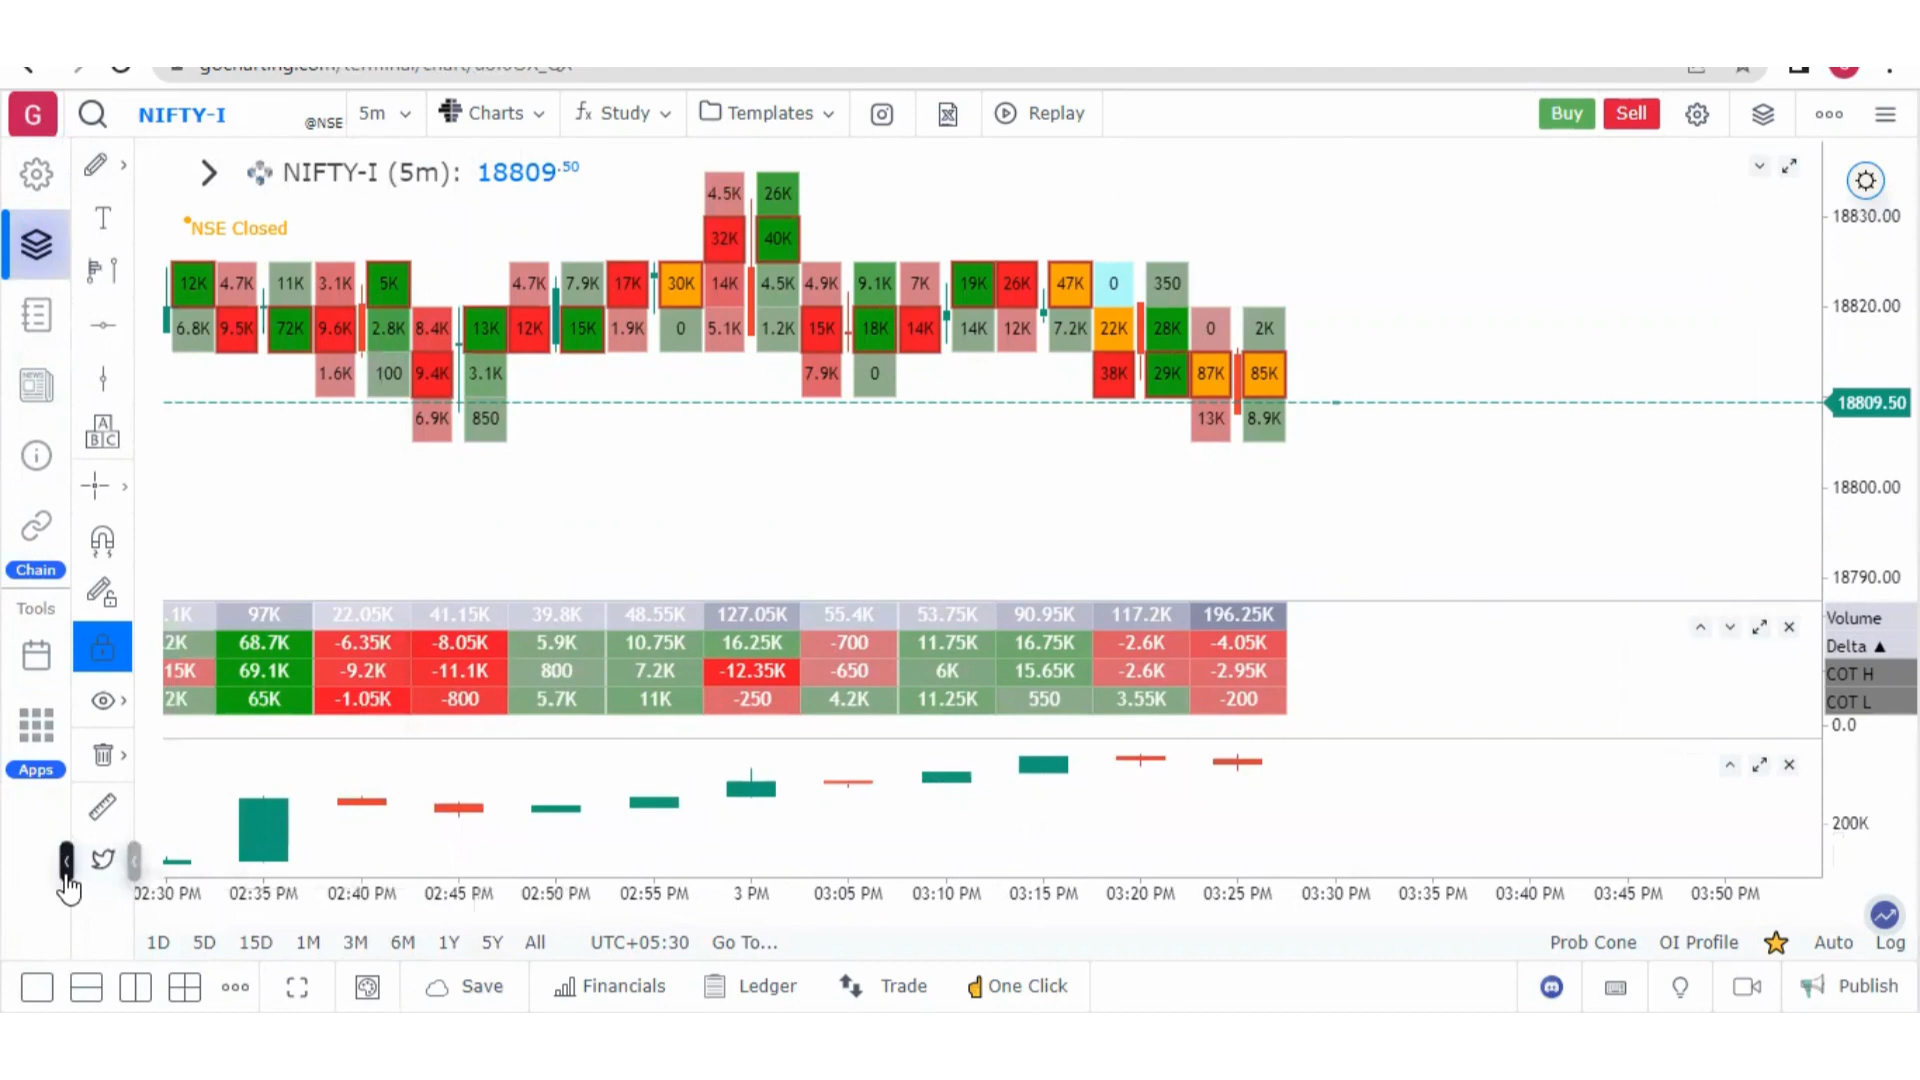 G NIFTY-I @NSE 5m Charts fx Study Templates Replay Buy Sell
NIFTY-I (5m): 18809.50
NSE Closed
4.5K 26K
32K 40K
12K 4.7K 11K 3.1K 5K 4.7K 7.9K 17K 30K 14K 4.5K 4.9K 9.1K 7K 19K 26K 47K 0 350
6.8K 9.5K 72K 9.6K 2.8K 8.4K 13K 12K 15K 1.9K 0 5.1K 1.2K 15K 18K 14K 14K 12K 7.2K 22K 28K 0 2K
1.6K 100 9.4K 3.1K 7.9K 0 38K 29K 87K 85K
6.9K 850 13K 8.9K
18830.00
18820.00
18809.50
18800.00
18790.00
NEWS
A
B C
Chain
Tools
Apps
.1K 97K 22.05K 41.15K 39.8K 48.55K 127.05K 55.4K 53.75K 90.95K 117.2K 196.25K Volume
2K 68.7K -6.35K -8.05K 5.9K 10.75K 16.25K -700 11.75K 16.75K -2.6K -4.05K Delta ▲
15K 69.1K -9.2K -11.1K 800 7.2K -12.35K -650 6K 15.65K -2.6K -2.95K COT H
2K 65K -1.05K -800 5.7K 11K -250 4.2K 11.25K 550 3.55K -200 COT L
0.0
200K
02:30 PM 02:35 PM 02:40 PM 02:45 PM 02:50 PM 02:55 PM 3 PM 03:05 PM 03:10 PM 03:15 PM 03:20 PM 03:25 PM 03:30 PM 03:35 PM 03:40 PM 03:45 PM 03:50 PM
1D 5D 15D 1M 3M 6M 1Y 5Y All UTC+05:30 Go To... Prob Cone OI Profile Auto Log
Save Financials Ledger Trade One Click Publish